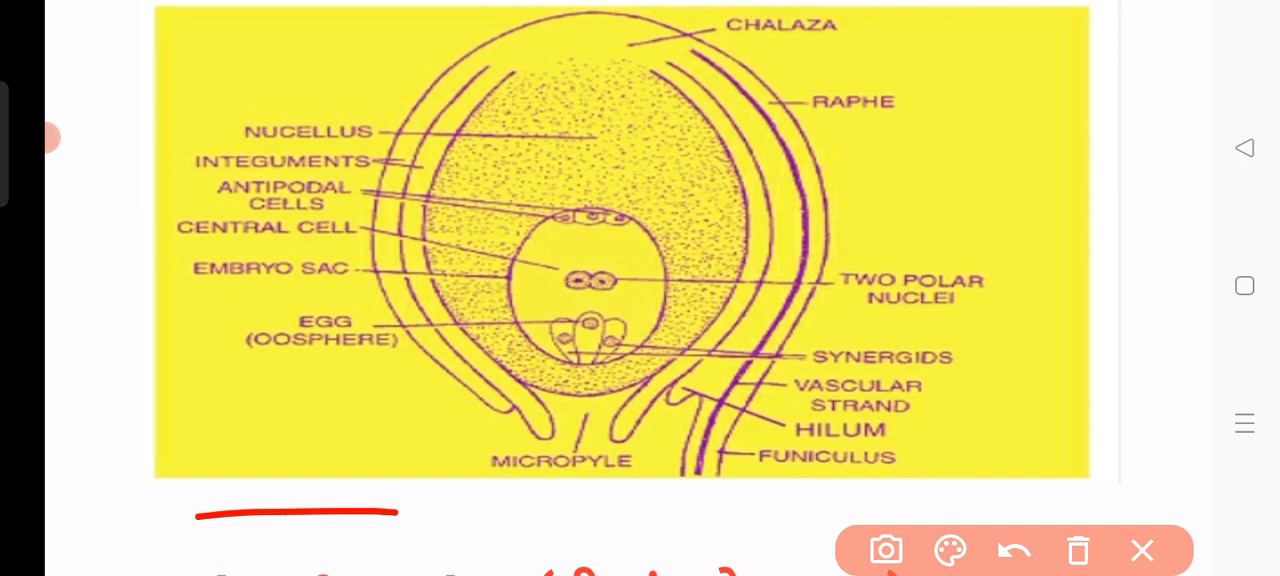 CHALAZA
RAPHE
NUCELLUS
INTEGUMENTS
ANTIPODAL
CELLS
CENTRAL CELL
EMBRYO SAC
TWO POLAR
NUCLEI
EGG
(OOSPHERE)
SYNERGIDS
VASCULAR
STRAND
HILUM
MICROPYLE
FUNICULUS